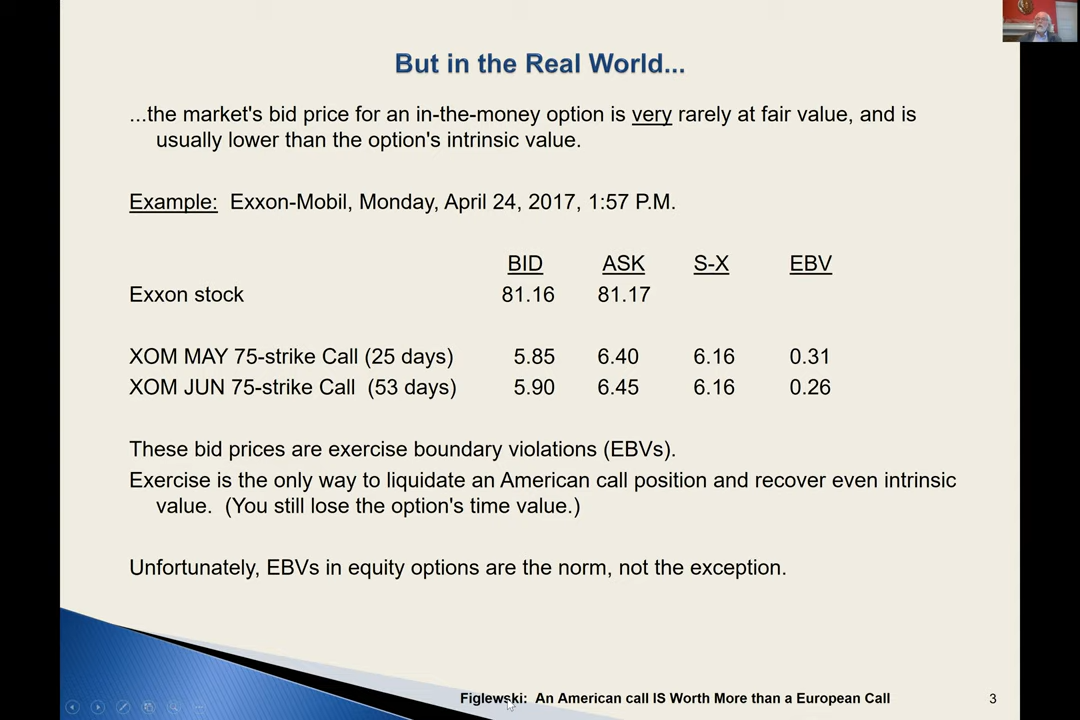 But in the Real World...
...the market's bid price for an in-the-money option is very rarely at fair value, and is
usually lower than the option's intrinsic value.
Example: Exxon-Mobil, Monday, April 24, 2017, 1:57 P.M.
BID ASK S-X EBV
Exxon stock 81.16 81.17
XOM MAY 75-strike Call (25 days) 5.85 6.40 6.16 0.31
XOM JUN 75-strike Call (53 days) 5.90 6.45 6.16 0.26
These bid prices are exercise boundary violations (EBVs).
Exercise is the only way to liquidate an American call position and recover even intrinsic
value. (You still lose the option's time value.)
Unfortunately, EBVs in equity options are the norm, not the exception.
Figlewski: An American call IS Worth More than a European Call 3